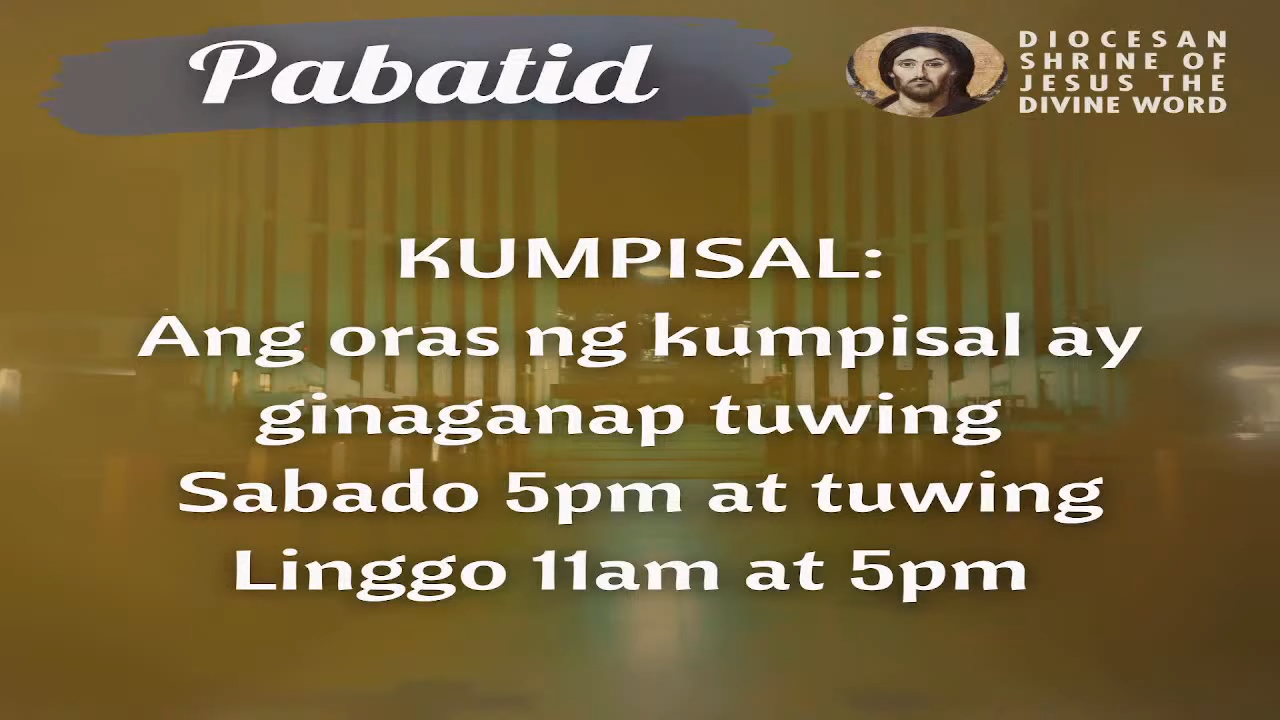 Pabatid
DIOCESAN
SHRINE OF
JESUS THE
DIVINE WORD
KUMPISAL:
Ang oras ng kumpisal ay
ginaganap tuwing
Sabado 5pm at tuwing
Linggo 11am at 5pm